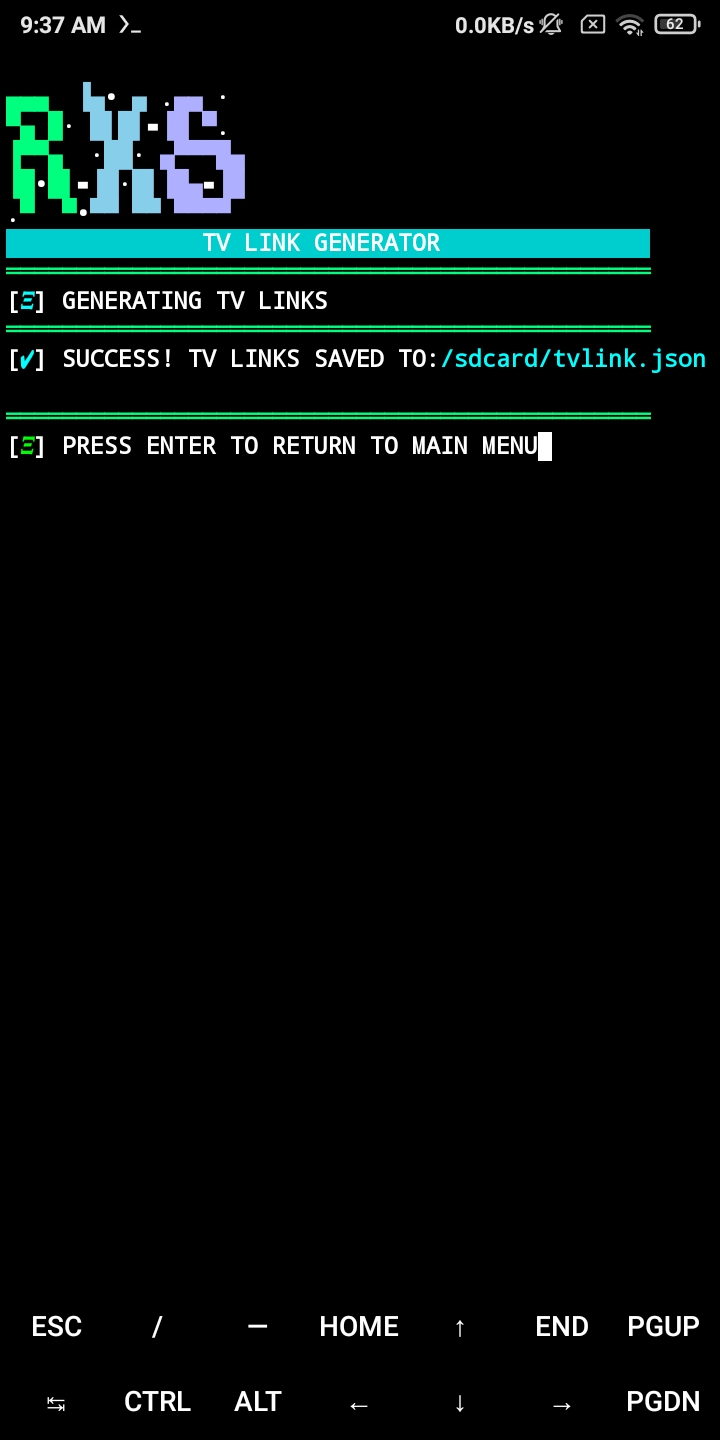 9:37 AM >_ 0.0KB/s 62
RXS
TV LINK GENERATOR
[Ξ] GENERATING TV LINKS
[✔] SUCCESS! TV LINKS SAVED TO:/sdcard/tvlink.json
[Ξ] PRESS ENTER TO RETURN TO MAIN MENU
ESC / — HOME ↑ END PGUP
↹ CTRL ALT ← ↓ → PGDN